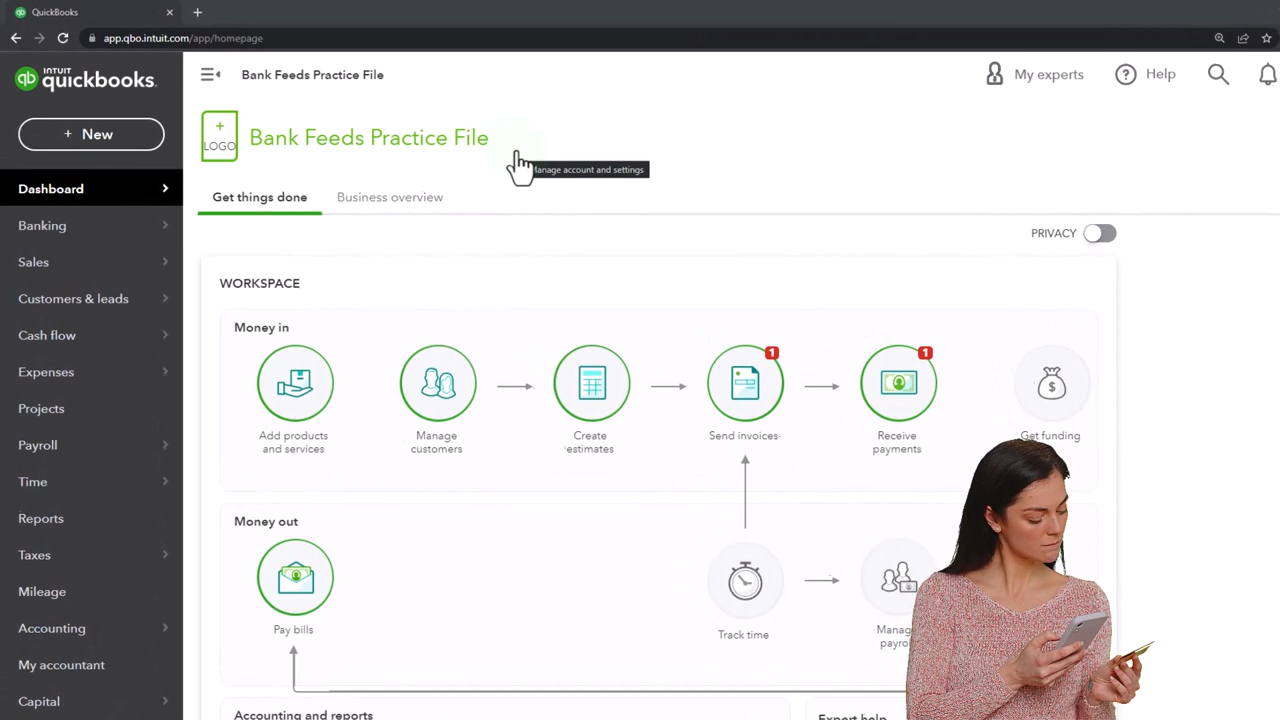 QuickBooks
app.qbo.intuit.com/app/homepage
INTUIT
quickbooks.
Bank Feeds Practice File
My experts
Help
+ New
+
LOGO
Bank Feeds Practice File
Manage account and settings
Dashboard
Banking
Sales
Customers & leads
Cash flow
Expenses
Projects
Payroll
Time
Reports
Taxes
Mileage
Accounting
My accountant
Capital
Get things done
Business overview
PRIVACY
WORKSPACE
Money in
Add products
and services
Manage
customers
Create
estimates
1
Send invoices
1
Receive
payments
Get funding
Money out
Pay bills
Track time
Accounting and reports
Expert help